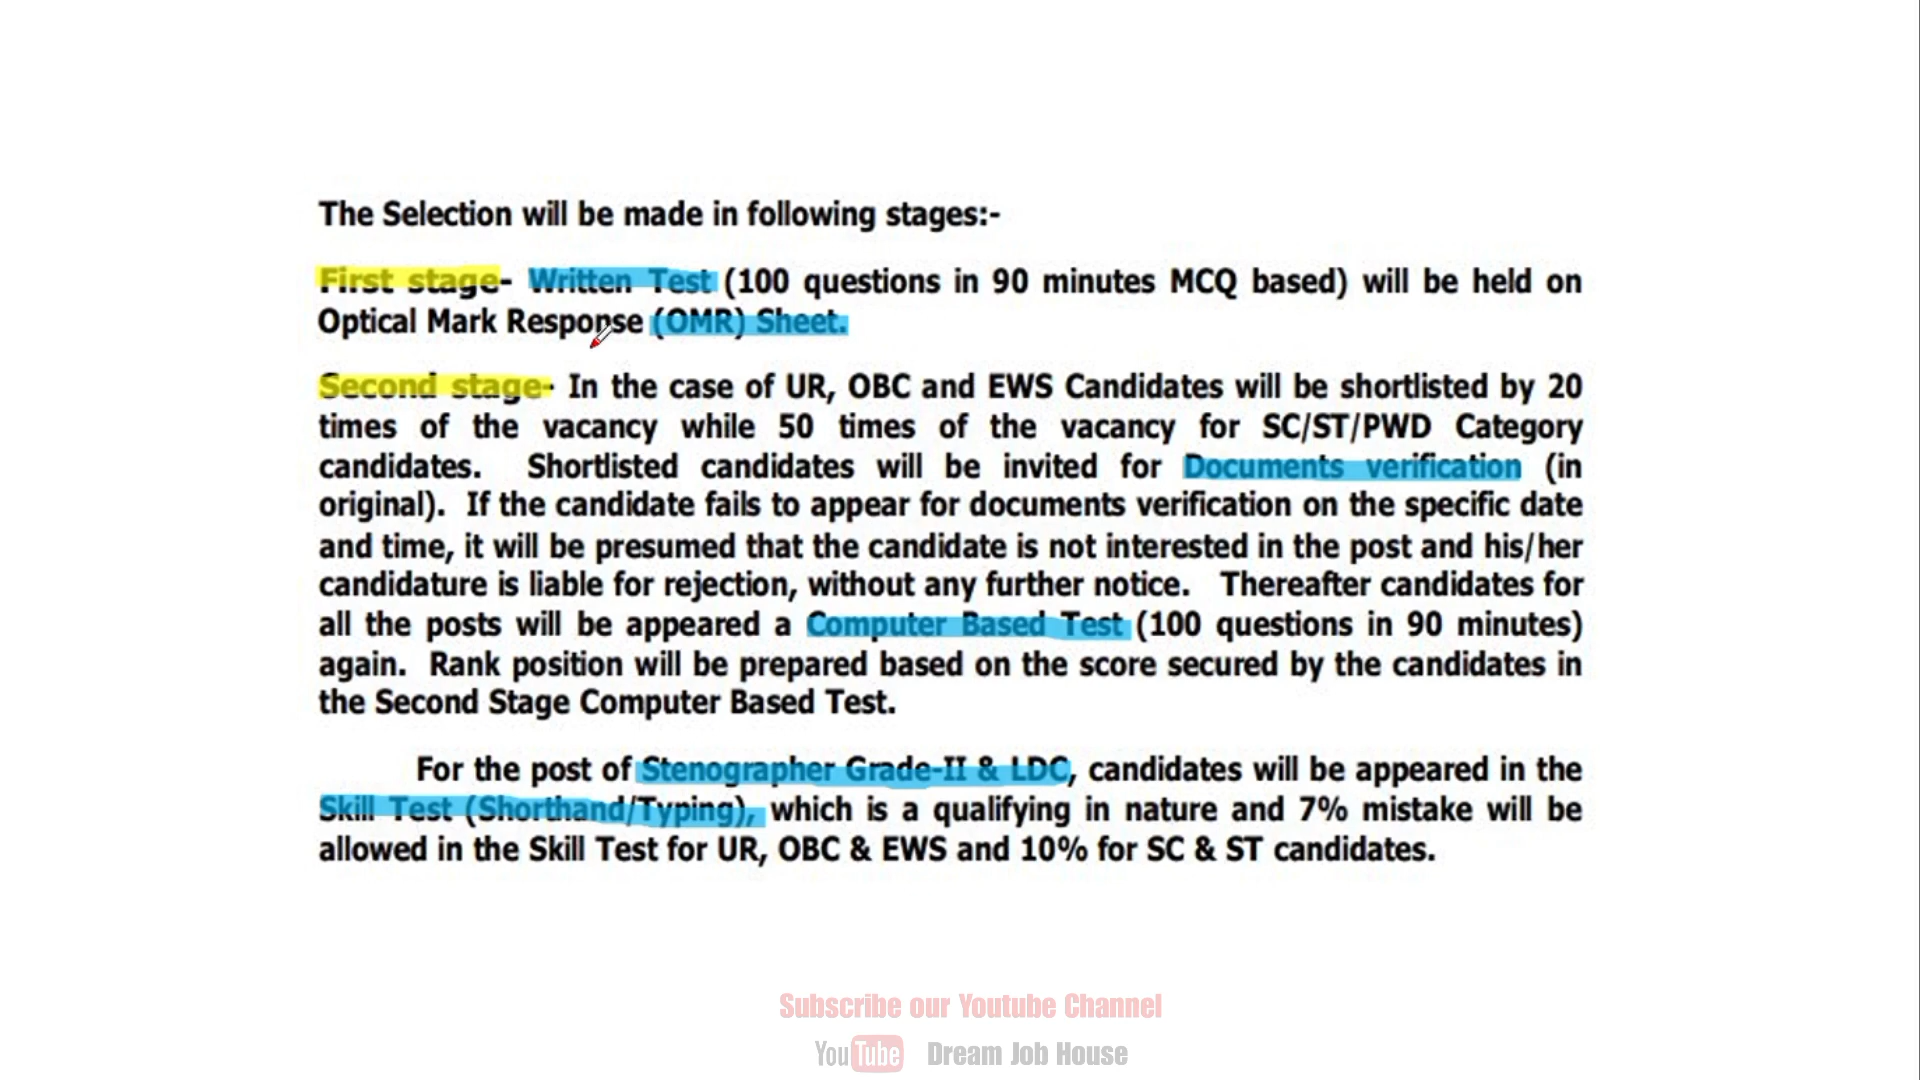 The Selection will be made in following stages:-
First stage- Written Test (100 questions in 90 minutes MCQ based) will be held on
Optical Mark Response (OMR) Sheet.
Second stage- In the case of UR, OBC and EWS Candidates will be shortlisted by 20
times of the vacancy while 50 times of the vacancy for SC/ST/PWD Category
candidates. Shortlisted candidates will be invited for Documents verification (in
original). If the candidate fails to appear for documents verification on the specific date
and time, it will be presumed that the candidate is not interested in the post and his/her
candidature is liable for rejection, without any further notice. Thereafter candidates for
all the posts will be appeared a Computer Based Test (100 questions in 90 minutes)
again. Rank position will be prepared based on the score secured by the candidates in
the Second Stage Computer Based Test.
For the post of Stenographer Grade-II & LDC, candidates will be appeared in the
Skill Test (Shorthand/Typing), which is a qualifying in nature and 7% mistake will be
allowed in the Skill Test for UR, OBC & EWS and 10% for SC & ST candidates.
Subscribe our Youtube Channel
YouTube Dream Job House